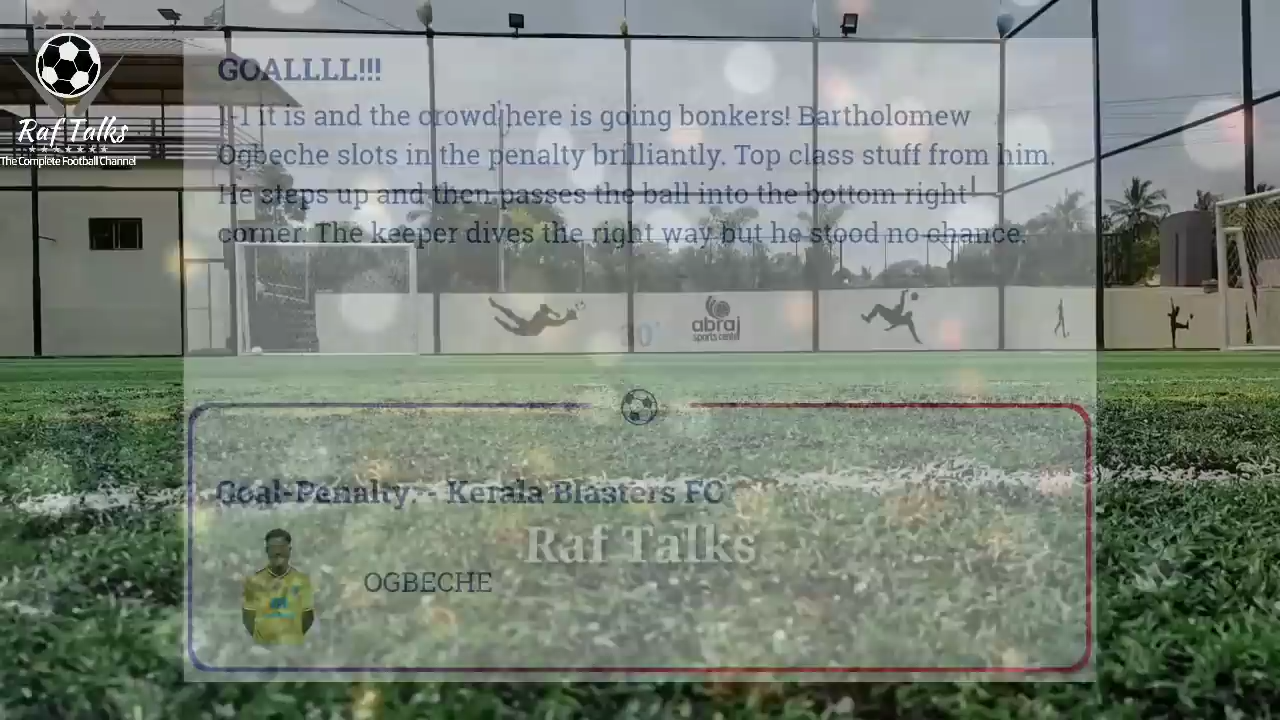 Raf Talks
The Complete Football Channel
GOALLLL!!!
1-1 it is and the crowd here is going bonkers! Bartholomew
Ogbeche slots in the penalty brilliantly. Top class stuff from him.
He steps up and then passes the ball into the bottom right
corner. The keeper dives the right way but he stood no chance.
30'
abraj
sports center
Goal-Penalty: - Kerala Blasters FC
Raf Talks
OGBECHE